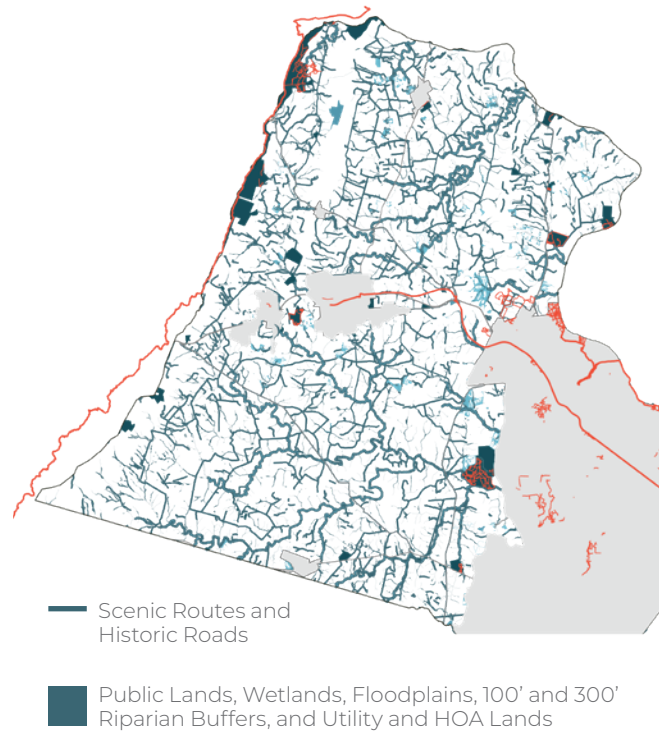 Scenic Routes and
Historic Roads
Public Lands, Wetlands, Floodplains, 100’ and 300’
Riparian Buffers, and Utility and HOA Lands